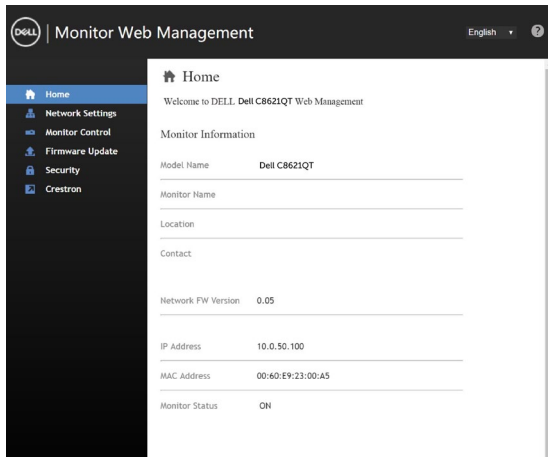 DELL | Monitor Web Management
English
?
Home
Network Settings
Monitor Control
Firmware Update
Security
Crestron
Home
Welcome to DELL Dell C8621QT Web Management
Monitor Information
Model Name Dell C8621QT
Monitor Name
Location
Contact
Network FW Version 0.05
IP Address 10.0.50.100
MAC Address 00:60:E9:23:00:A5
Monitor Status ON